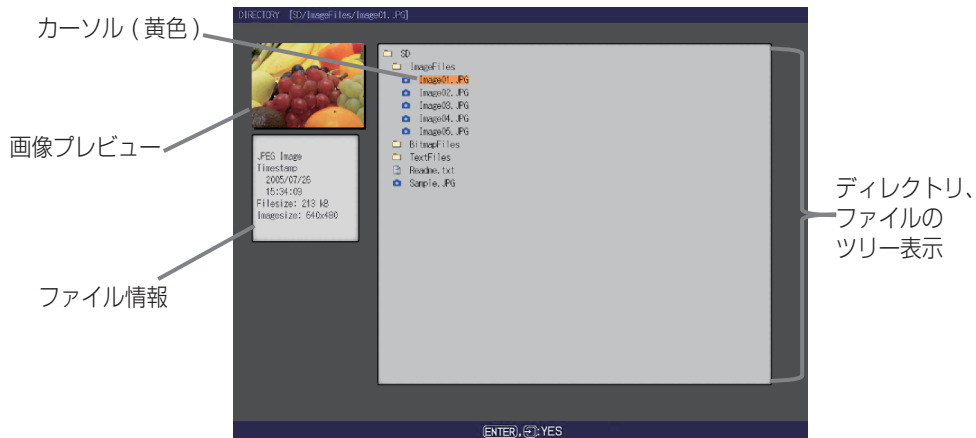 DIRECTORY [SD/ImageFiles/Image01.JPG]
カーソル ( 黄色 )
画像プレビュー
ファイル情報
JPEG Image
Timestamp
2005/07/26
15:34:09
Filesize: 213 kB
Imagesize: 640x480
SD
ImageFiles
Image01.JPG
Image02.JPG
Image03.JPG
Image04.JPG
Image05.JPG
BitmapFiles
TextFiles
Readme.txt
Sample.JPG
ディレクトリ、
ファイルの
ツリー表示
ENTER, :YES